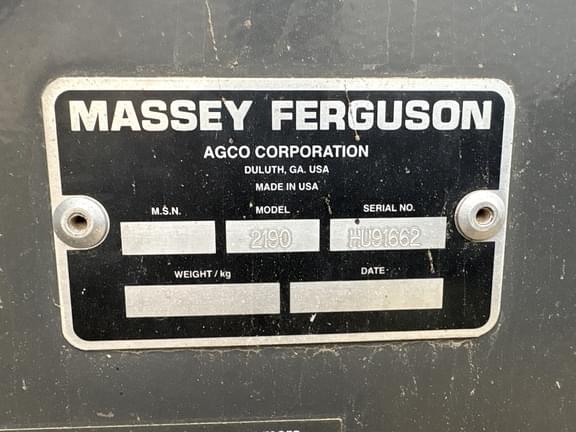 MASSEY FERGUSON
AGCO CORPORATION
DULUTH, GA. USA
MADE IN USA
M.S.N. MODEL SERIAL NO.
2190 HU91662
WEIGHT / kg DATE